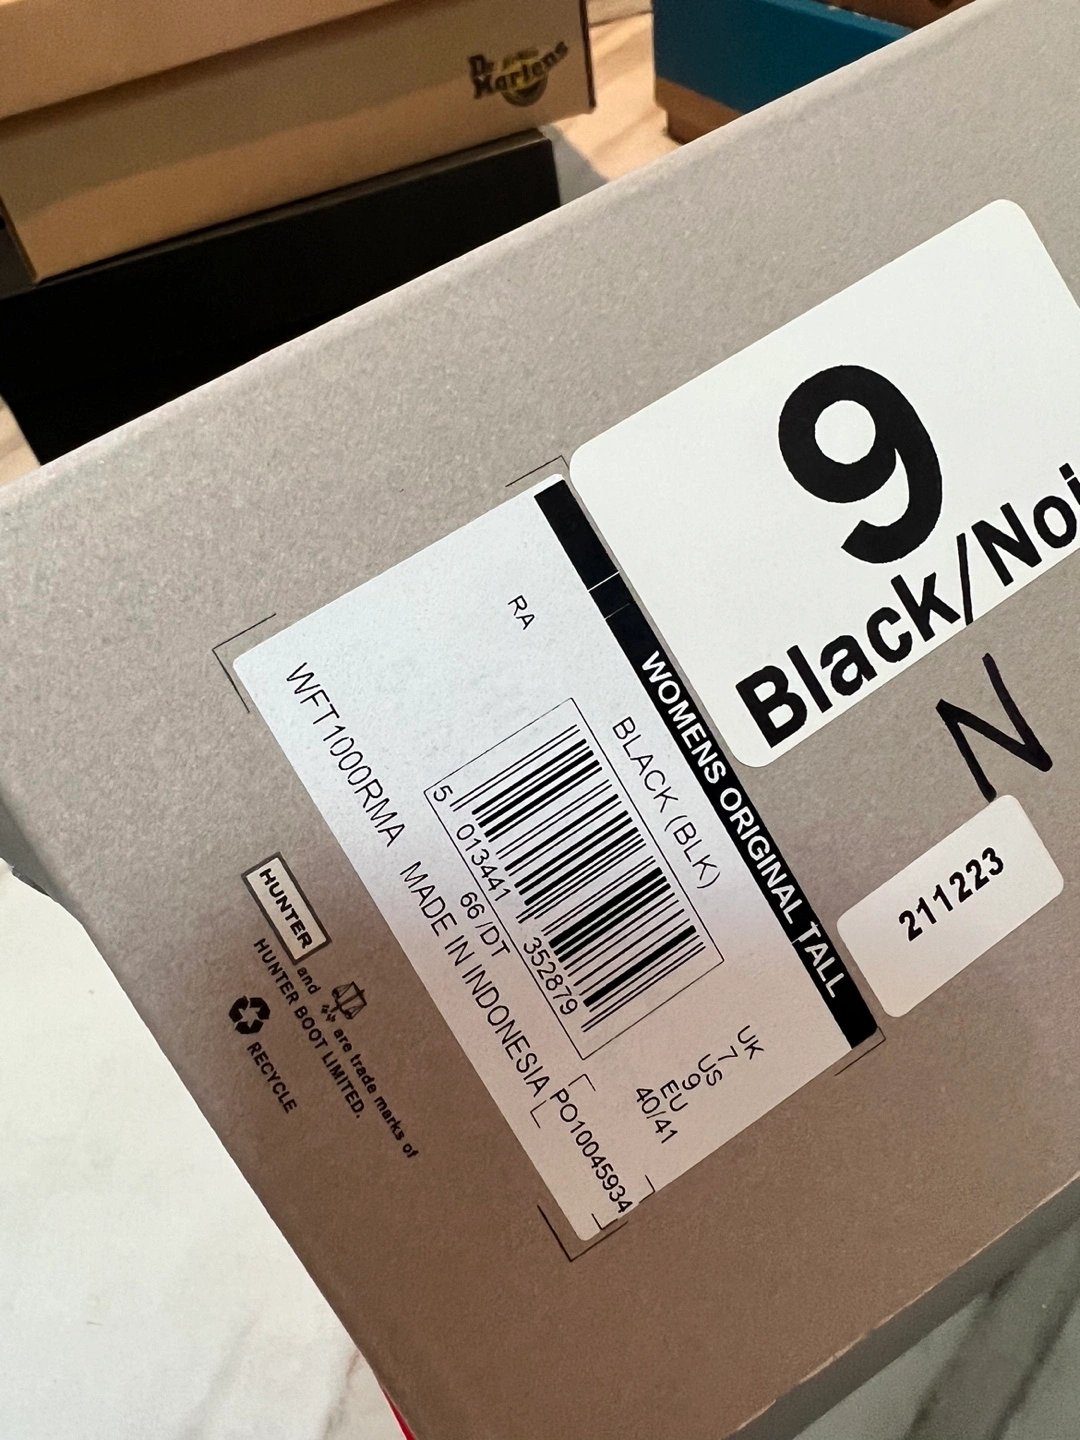 Dr. Martens
9
Black/Noi
N
211223
WOMENS ORIGINAL TALL
BLACK (BLK)
RA
5 013441 352879
66 /DT
UK
7
US
9
EU
40/41
WFT1000RMA MADE IN INDONESIA
PO10045934
HUNTER and are trade marks of
HUNTER BOOT LIMITED.
RECYCLE